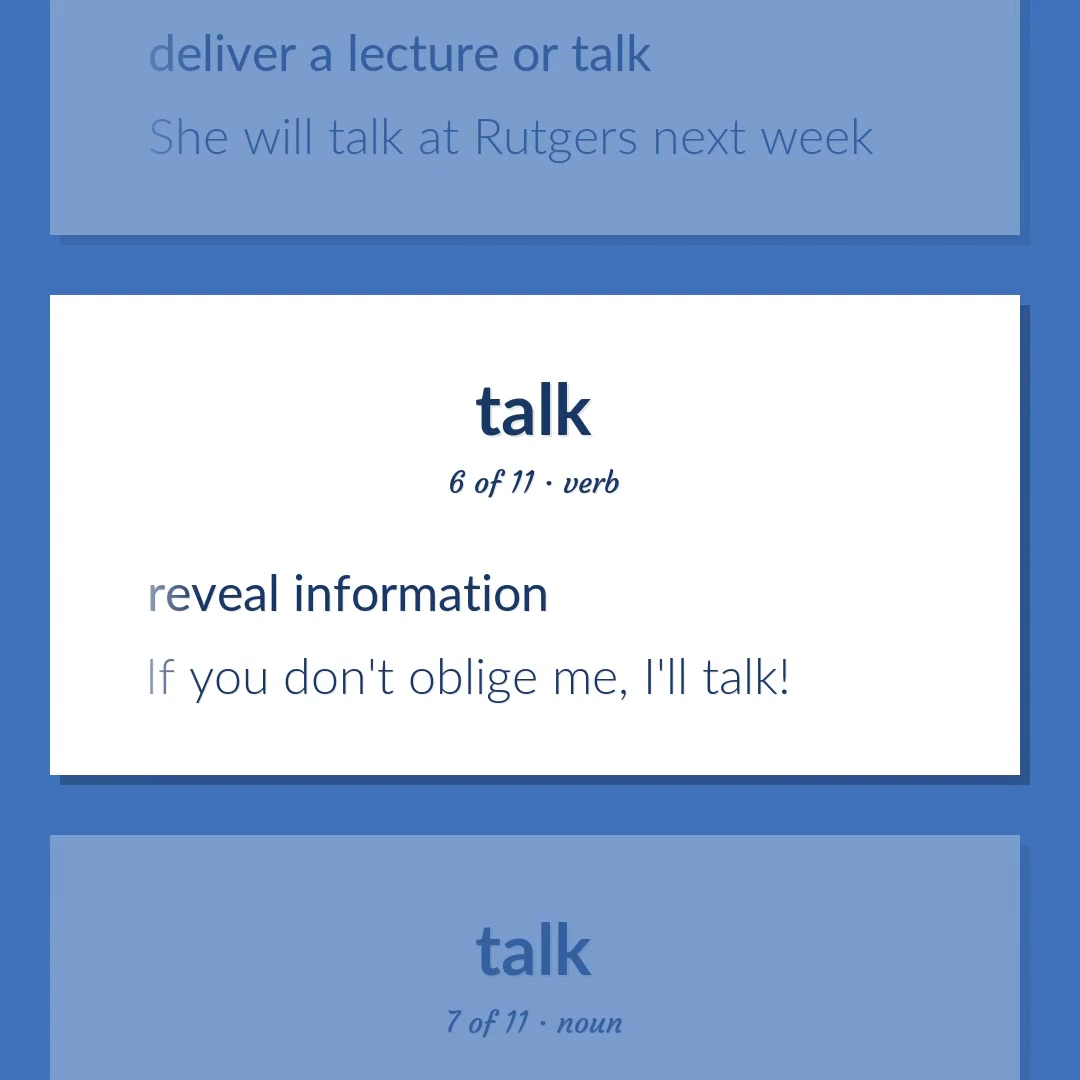 deliver a lecture or talk
She will talk at Rutgers next week
talk
6 of 11 · verb
reveal information
If you don't oblige me, I'll talk!
talk
7 of 11 · noun